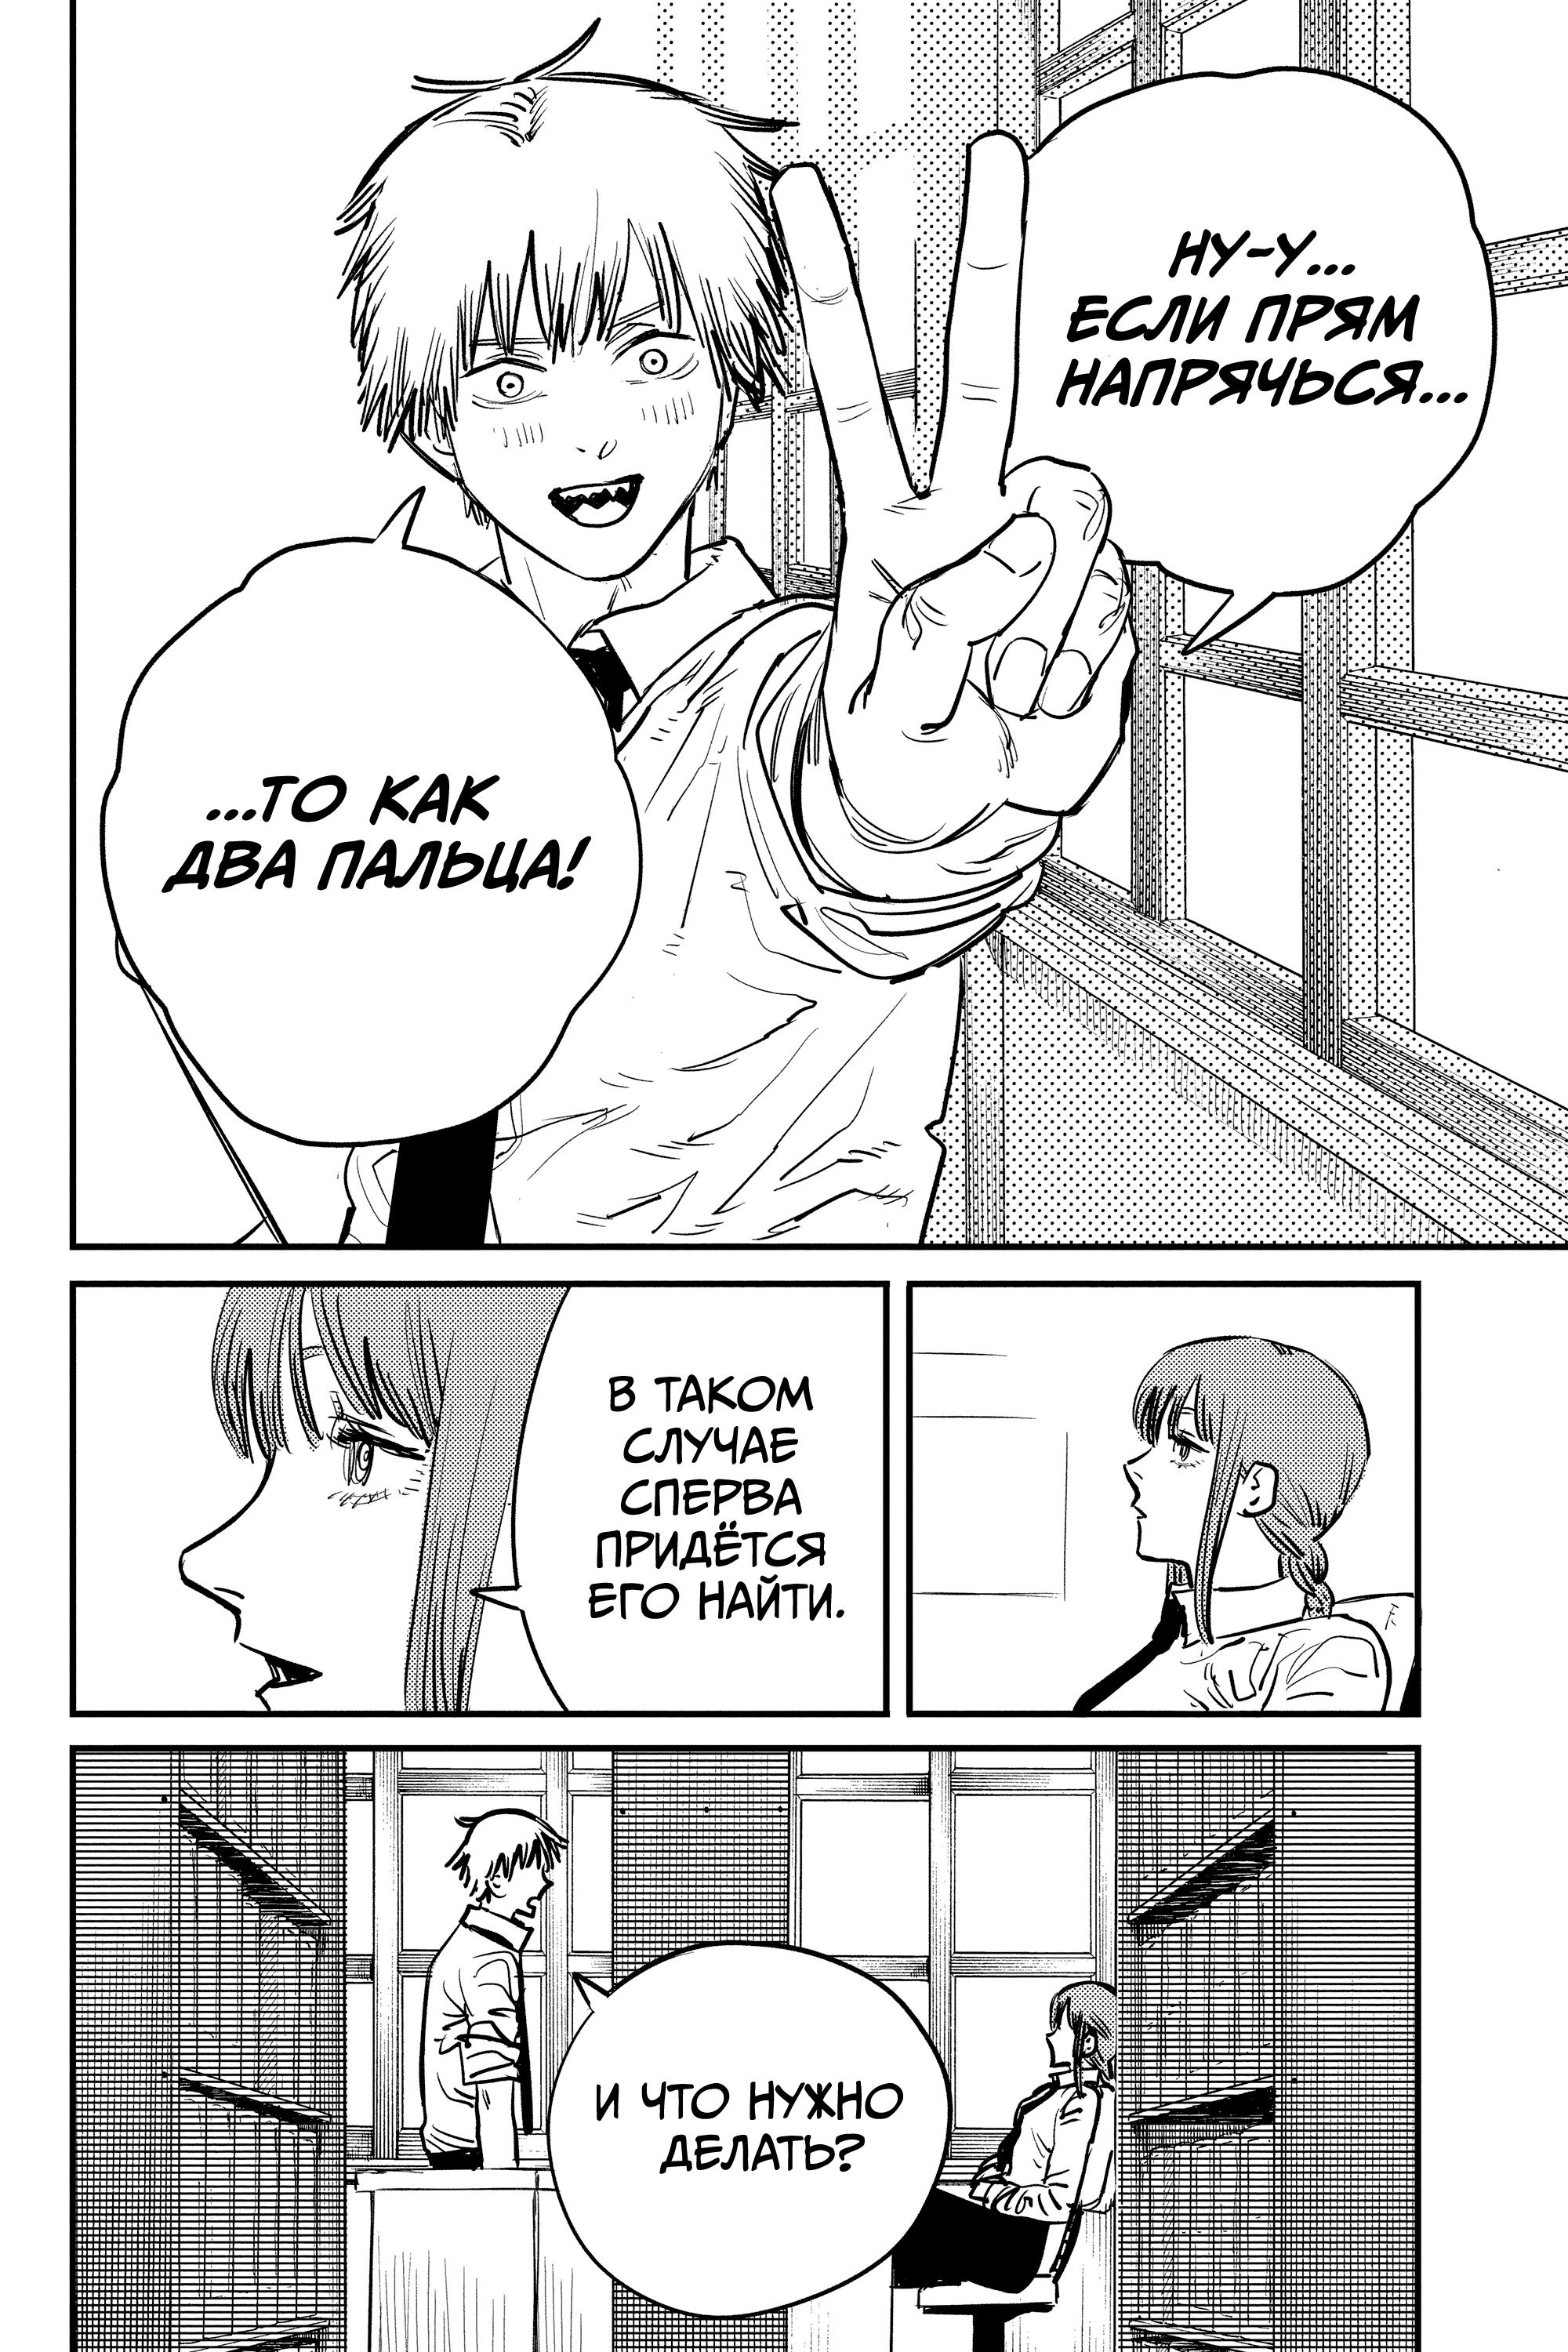 НУ-У...
ЕСЛИ ПРЯМ
НАПРЯЧЬСЯ...
...ТО КАК
ДВА ПАЛЬЦА!
В ТАКОМ
СЛУЧАЕ
СПЕРВА
ПРИДЁТСЯ
ЕГО НАЙТИ.
И ЧТО НУЖНО
ДЕЛАТЬ?